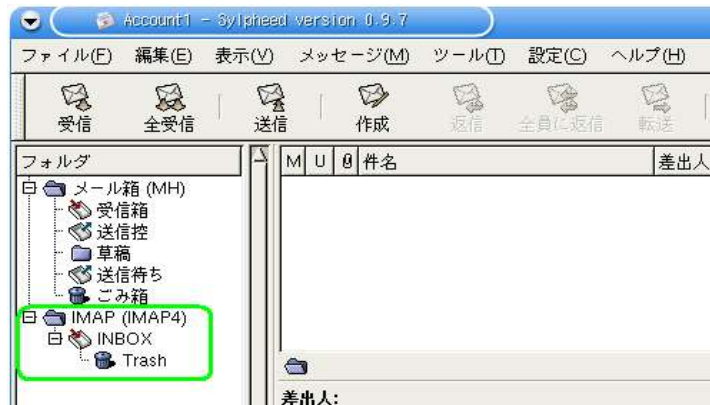 Account1 - Sylpheed version 0.9.7
ファイル(F) 編集(E) 表示(V) メッセージ(M) ツール(T) 設定(C) ヘルプ(H)
受信 全受信 送信 作成 返信 全員に返信 転送
フォルダ M U 件名 差出人
メール箱 (MH)
受信箱
送信控
草稿
送信待ち
ごみ箱
IMAP (IMAP4)
INBOX
Trash
差出人: